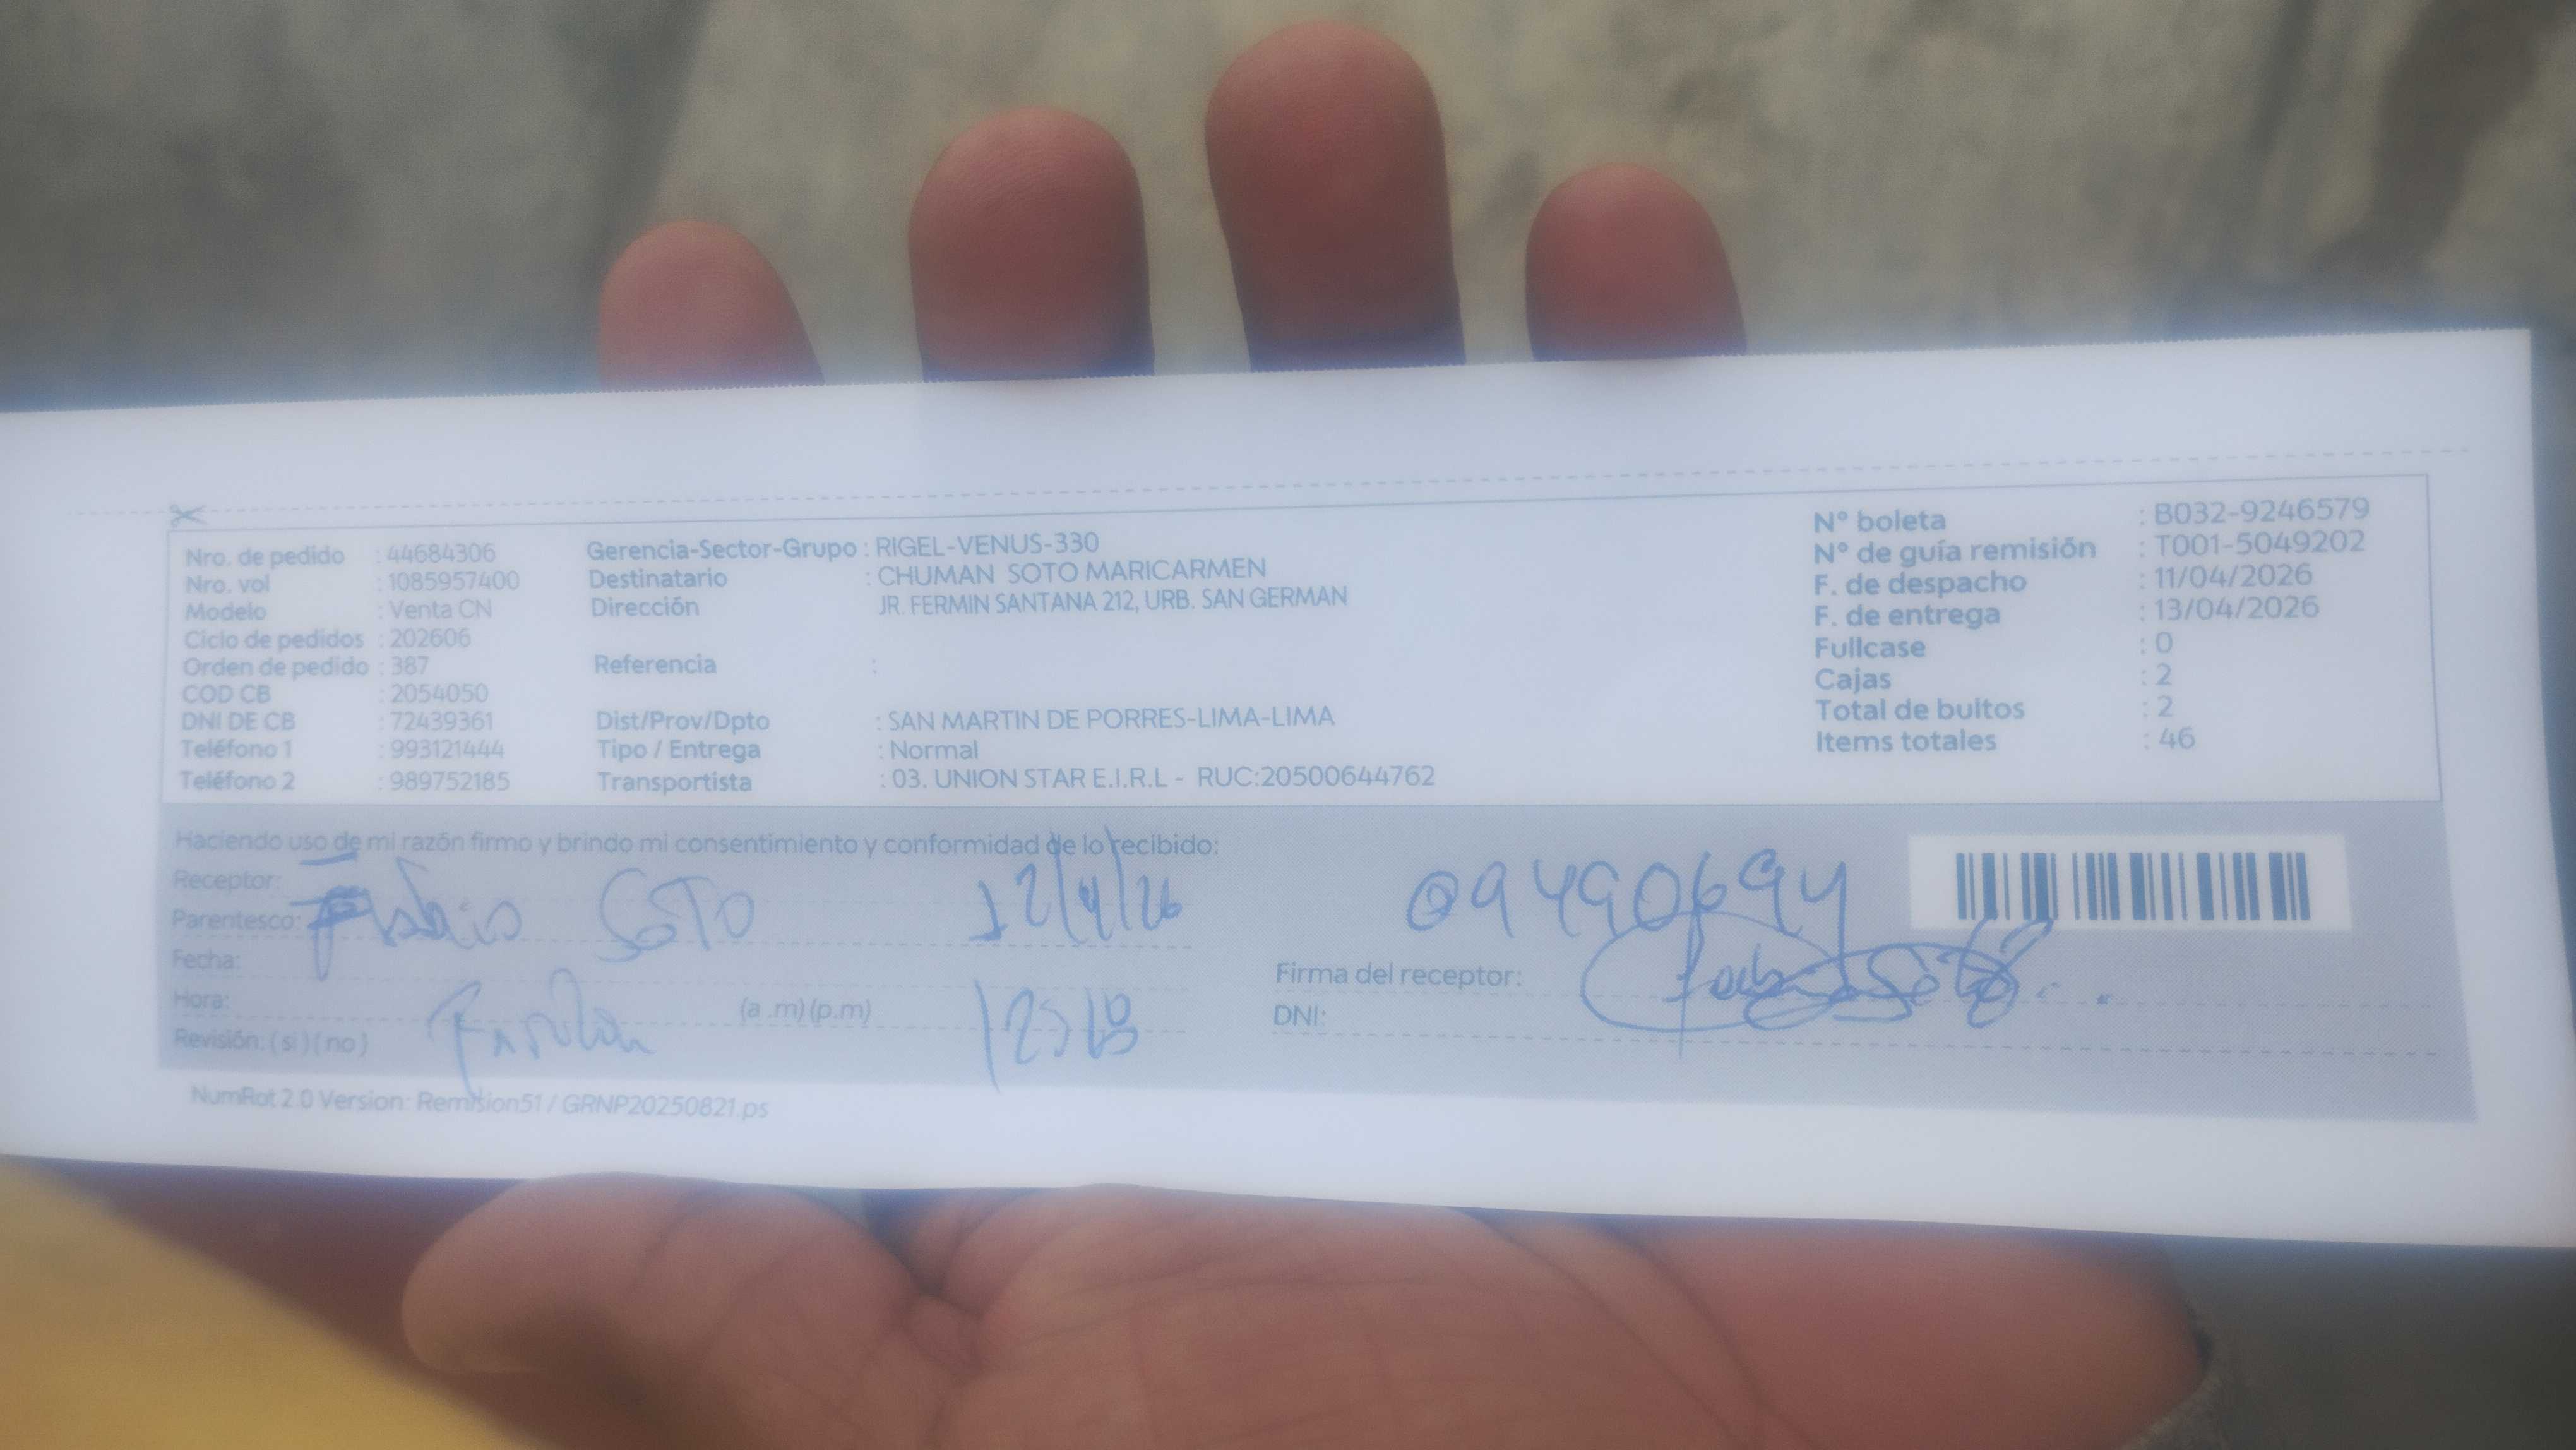 Nro. de pedido : 44684306
Nro. vol : 1085957400
Modelo : Venta CN
Ciclo de pedidos : 202606
Orden de pedido : 387
COD CB : 2054050
DNI DE CB : 72439361
Teléfono 1 : 993121444
Teléfono 2 : 989752185
Gerencia-Sector-Grupo : RIGEL-VENUS-330
Destinatario : CHUMAN SOTO MARICARMEN
Dirección JR. FERMIN SANTANA 212, URB. SAN GERMAN
Referencia :
Dist/Prov/Dpto : SAN MARTIN DE PORRES-LIMA-LIMA
Tipo / Entrega : Normal
Transportista : 03. UNION STAR E.I.R.L - RUC:20500644762
N° boleta : B032-9246579
N° de guía remisión : T001-5049202
F. de despacho : 11/04/2026
F. de entrega : 13/04/2026
Fullcase : 0
Cajas : 2
Total de bultos : 2
Items totales : 46
Haciendo uso de mi razón firmo y brindo mi consentimiento y conformidad de lo recibido:
Receptor:
Parentesco: SOTO 12/4/26
Fecha:
Hora: (a .m) (p.m)
Revisión: ( si ) ( no )
09490694
Firma del receptor:
DNI:
NumRot 2.0 Version: Remision51 / GRNP20250821.ps